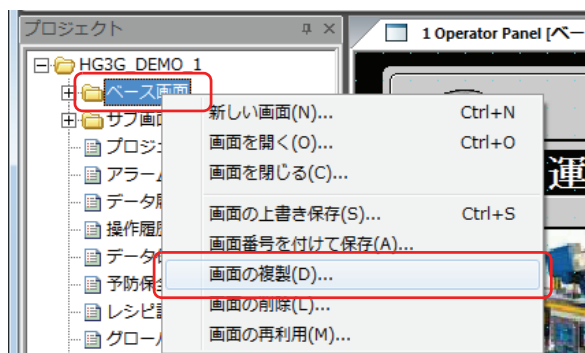 プロジェクト
1 Operator Panel [ベー
HG3G_DEMO_1
ベース画面
サブ画面
新しい画面(N)... Ctrl+N
プロジ
画面を開く(O)... Ctrl+O
アラー
画面を閉じる(C)...
データ
操作履
画面の上書き保存(S)... Ctrl+S
データ
画面番号を付けて保存(A)...
予防保
画面の複製(D)...
レシピ
画面の削除(L)...
グロー
画面の再利用(M)...
運